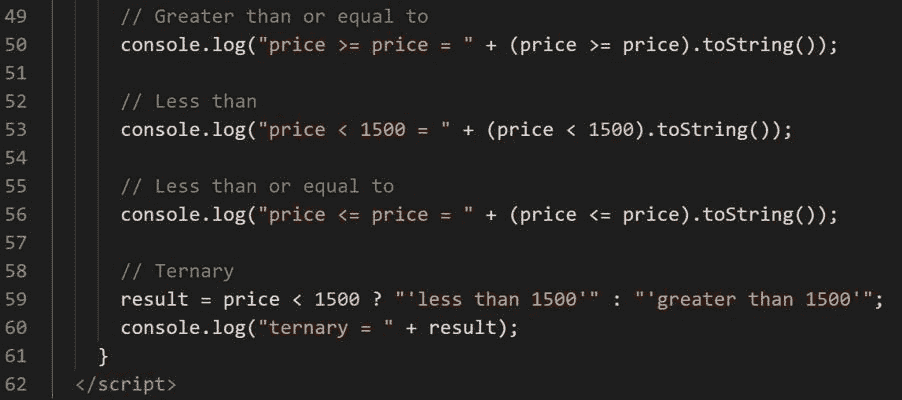 49 // Greater than or equal to
50 console.log("price >= price = " + (price >= price).toString());
51
52 // Less than
53 console.log("price < 1500 = " + (price < 1500).toString());
54
55 // Less than or equal to
56 console.log("price <= price = " + (price <= price).toString());
57
58 // Ternary
59 result = price < 1500 ? "'less than 1500'" : "'greater than 1500'";
60 console.log("ternary = " + result);
61 }
62 </script>